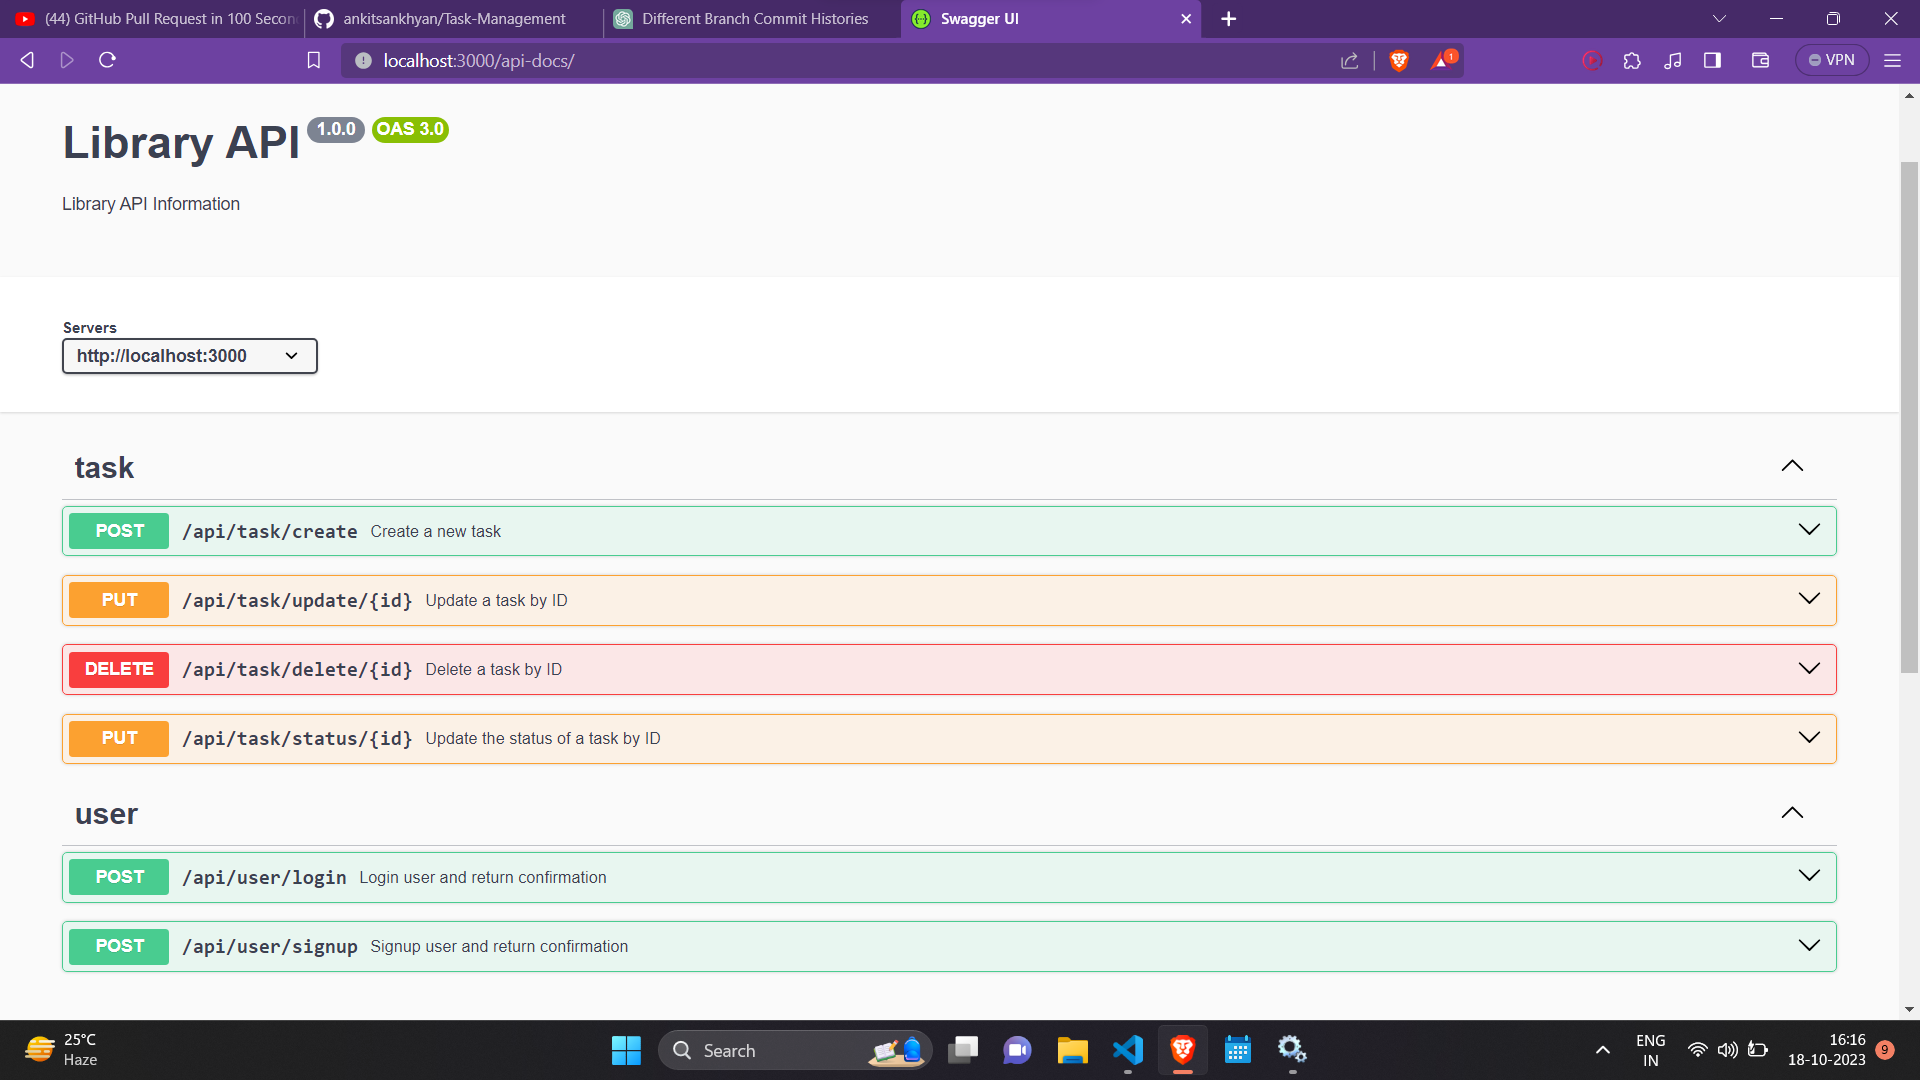 (44) GitHub Pull Request in 100 Secon
ankitsankhyan/Task-Management
Different Branch Commit Histories
Swagger UI
localhost:3000/api-docs/
1
VPN
Library API 1.0.0 OAS 3.0
Library API Information
Servers
http://localhost:3000
task
POST /api/task/create Create a new task
PUT /api/task/update/{id} Update a task by ID
DELETE /api/task/delete/{id} Delete a task by ID
PUT /api/task/status/{id} Update the status of a task by ID
user
POST /api/user/login Login user and return confirmation
POST /api/user/signup Signup user and return confirmation
25°C
Haze
Search
ENG
IN
16:16
18-10-2023
9